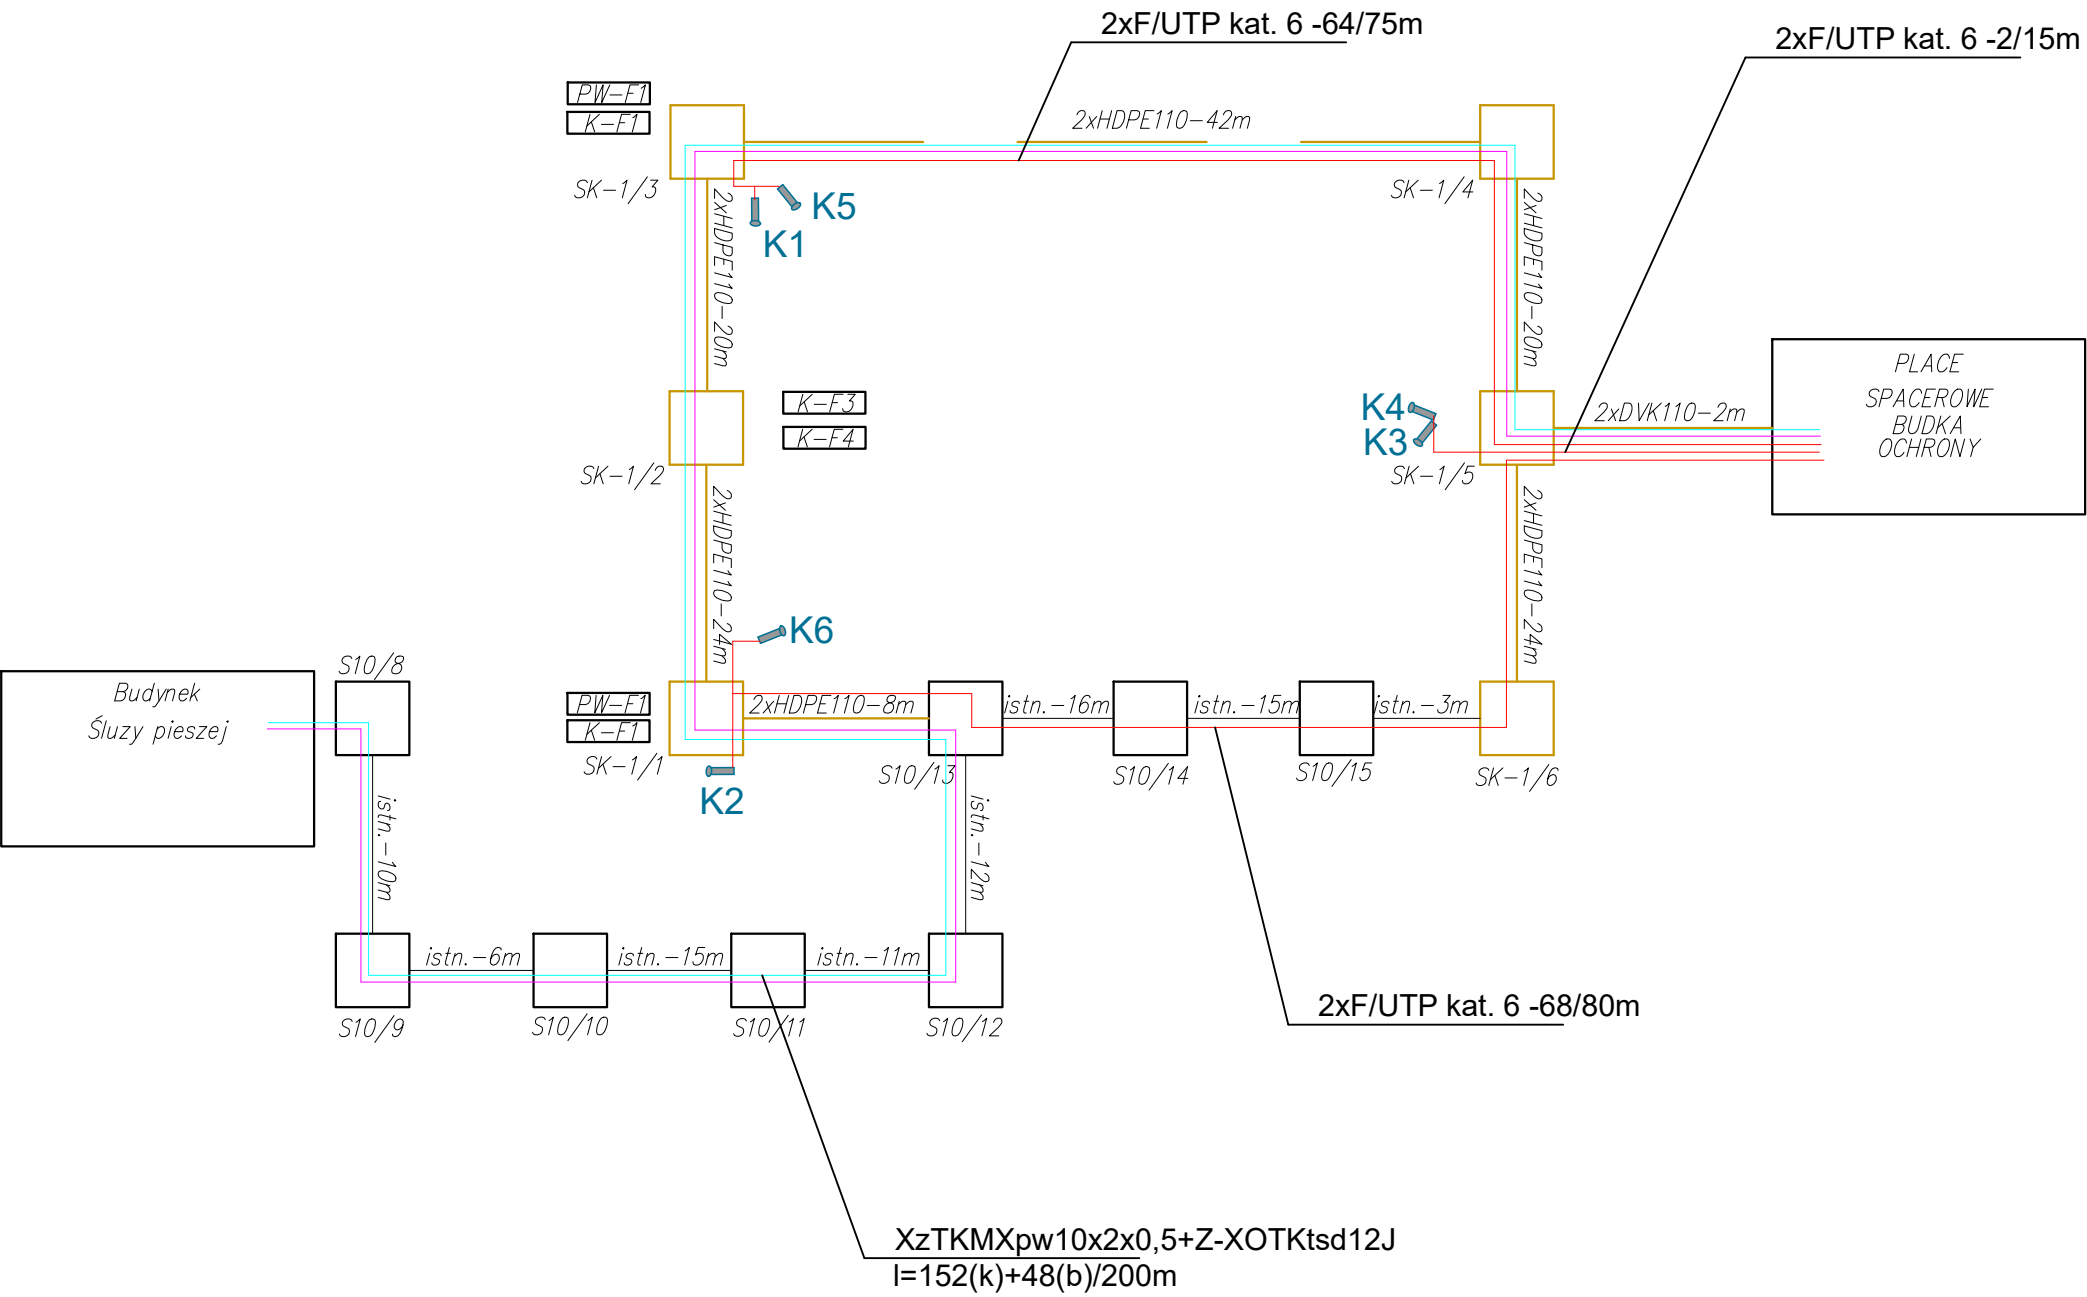 2xF/UTP kat. 6 -64/75m
2xF/UTP kat. 6 -2/15m
PW-F1
K-F1
2xHDPE110-42m
SK-1/3
SK-1/4
K5
K1
2xHDPE110-20m
2xHDPE110-20m
PLACE
SPACEROWE
BUDKA
OCHRONY
K-F3
K-F4
K4
K3
2xDVK110-2m
SK-1/2
SK-1/5
2xHDPE110-24m
2xHDPE110-24m
K6
S10/8
Budynek
Śluzy pieszej
PW-F1
K-F1
2xHDPE110-8m
istn.-16m
istn.-15m
istn.-3m
SK-1/1
S10/13
S10/14
S10/15
SK-1/6
K2
istn.-10m
istn.-12m
istn.-6m
istn.-15m
istn.-11m
S10/9
S10/10
S10/11
S10/12
2xF/UTP kat. 6 -68/80m
XzTKMXpw10x2x0,5+Z-XOTKtsd12J
l=152(k)+48(b)/200m